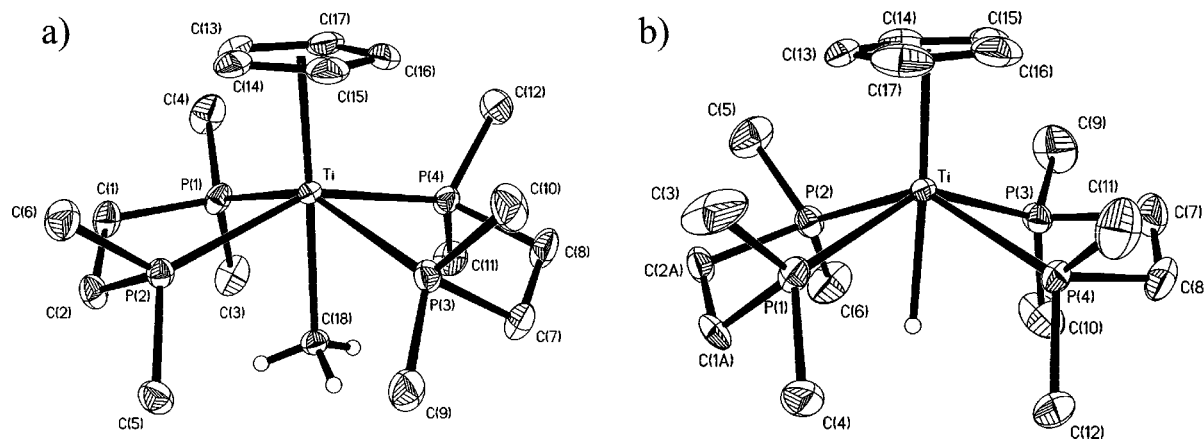 a)
C(13)
C(17)
C(14)
C(15)
C(16)
C(4)
C(12)
C(1)
P(1)
Ti
P(4)
C(10)
C(6)
C(11)
C(8)
P(2)
P(3)
C(2)
C(3)
C(18)
C(7)
C(5)
C(9)
b)
C(14)
C(15)
C(13)
C(16)
C(17)
C(5)
C(9)
C(3)
P(2)
Ti
P(3)
C(11)
C(7)
C(2A)
P(1)
C(6)
P(4)
C(8)
C(1A)
C(10)
C(4)
C(12)